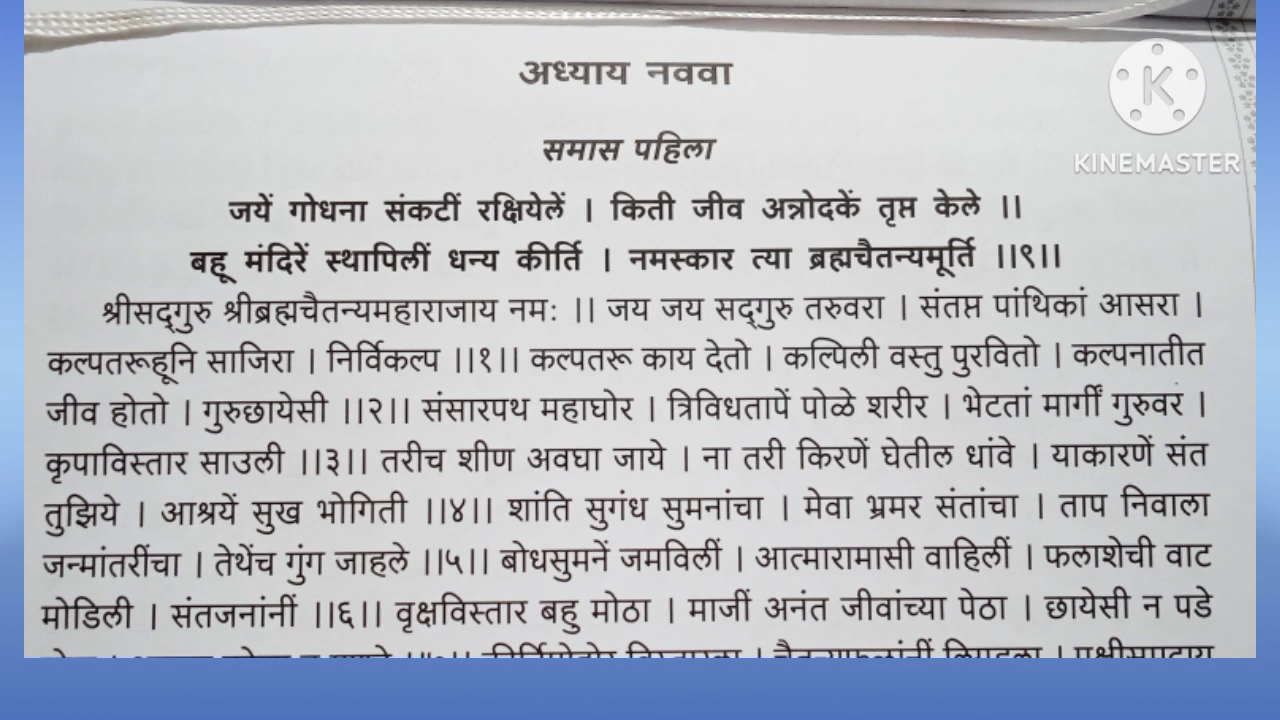 अध्याय नववा
समास पहिला
जयें गोधना संकटीं रक्षियेलें । किती जीव अन्नोदकें तृप्त केले ।।
बहू मंदिरें स्थापिलीं धन्य कीर्ति । नमस्कार त्या ब्रह्मचैतन्यमूर्ति ।।९।।
श्रीसद्‌गुरु श्रीब्रह्मचैतन्यमहाराजाय नमः ।। जय जय सद्‌गुरु तरुवरा । संतप्त पांथिकां आसरा ।
कल्पतरूहूनि साजिरा । निर्विकल्प ।।१।। कल्पतरू काय देतो । कल्पिली वस्तु पुरवितो । कल्पनातीत
जीव होतो । गुरुछायेसी ।।२।। संसारपथ महाघोर । त्रिविधतापें पोळे शरीर । भेटतां मार्गीं गुरुवर ।
कृपाविस्तार साउली ।।३।। तरीच शीण अवघा जाये । ना तरी किरणें घेतील धांवे । याकारणें संत
तुझिये । आश्रयें सुख भोगिती ।।४।। शांति सुगंध सुमनांचा । मेवा भ्रमर संतांचा । ताप निवाला
जन्मांतरींचा । तेथेंच गुंग जाहले ।।५।। बोधसुमनें जमविलीं । आत्मारामासी वाहिलीं । फलाशेची वाट
मोडिली । संतजनांनीं ।।६।। वृक्षविस्तार बहु मोठा । माजीं अनंत जीवांच्या पेठा । छायेसी न पडे
KINEMASTER